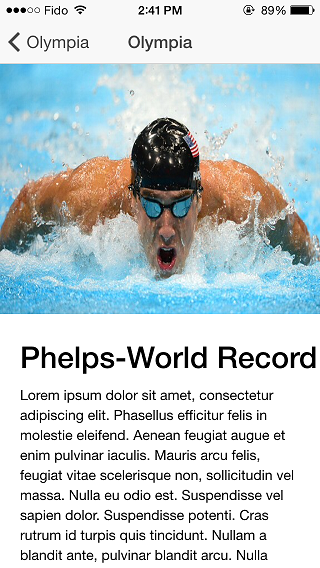 Fido 2:41 PM 89%
Olympia Olympia
Phelps-World Record
Lorem ipsum dolor sit amet, consectetur
adipiscing elit. Phasellus efficitur felis in
molestie eleifend. Aenean feugiat augue et
enim pulvinar iaculis. Mauris arcu felis,
feugiat vitae scelerisque non, sollicitudin vel
massa. Nulla eu odio est. Suspendisse vel
sapien dolor. Suspendisse potenti. Cras
rutrum id turpis quis tincidunt. Nullam a
blandit ante, pulvinar blandit arcu. Nulla